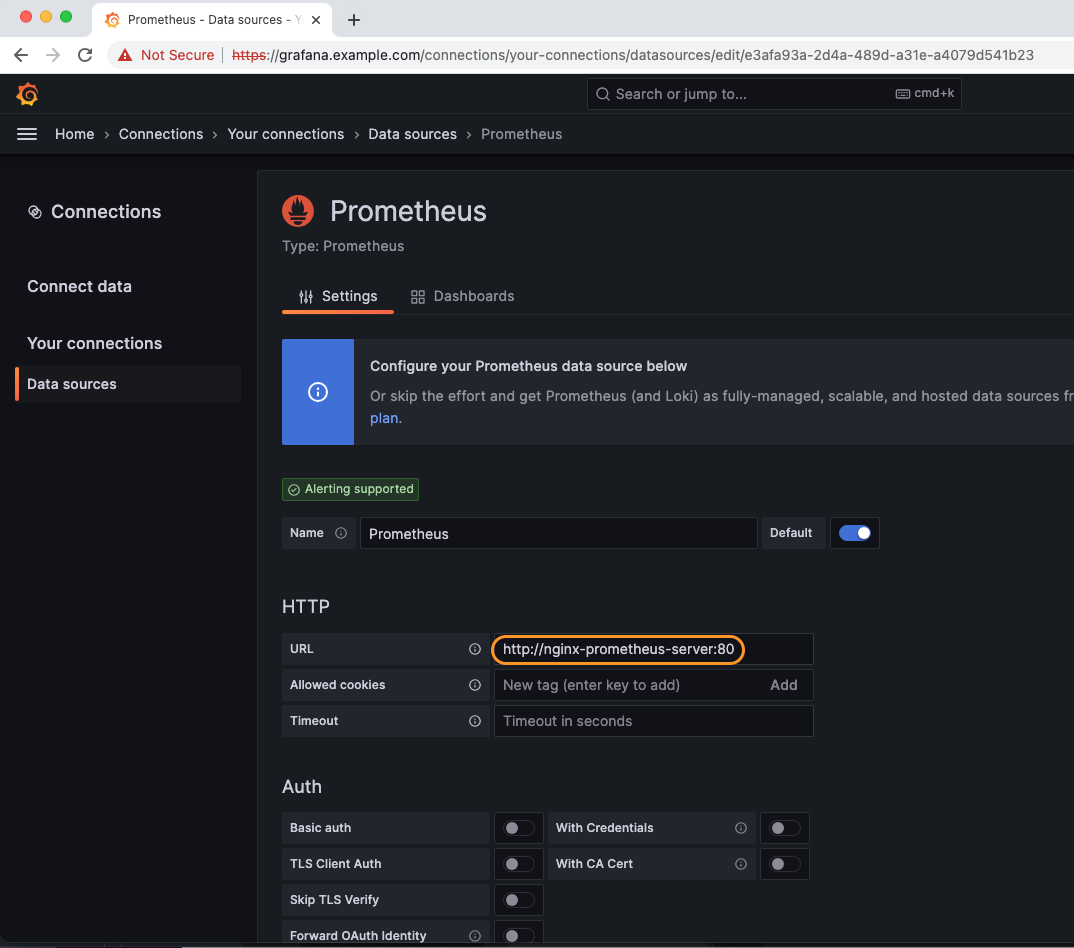 Prometheus - Data sources - Y
Not Secure https://grafana.example.com/connections/your-connections/datasources/edit/e3afa93a-2d4a-489d-a31e-a4079d541b23
Search or jump to... cmd+k
Home › Connections › Your connections › Data sources › Prometheus
Connections
Connect data
Your connections
Data sources
Prometheus
Type: Prometheus
Settings Dashboards
Configure your Prometheus data source below
Or skip the effort and get Prometheus (and Loki) as fully-managed, scalable, and hosted data sources fr
plan.
Alerting supported
Name Prometheus Default
HTTP
URL http://nginx-prometheus-server:80
Allowed cookies New tag (enter key to add) Add
Timeout Timeout in seconds
Auth
Basic auth With Credentials
TLS Client Auth With CA Cert
Skip TLS Verify
Forward OAuth Identity